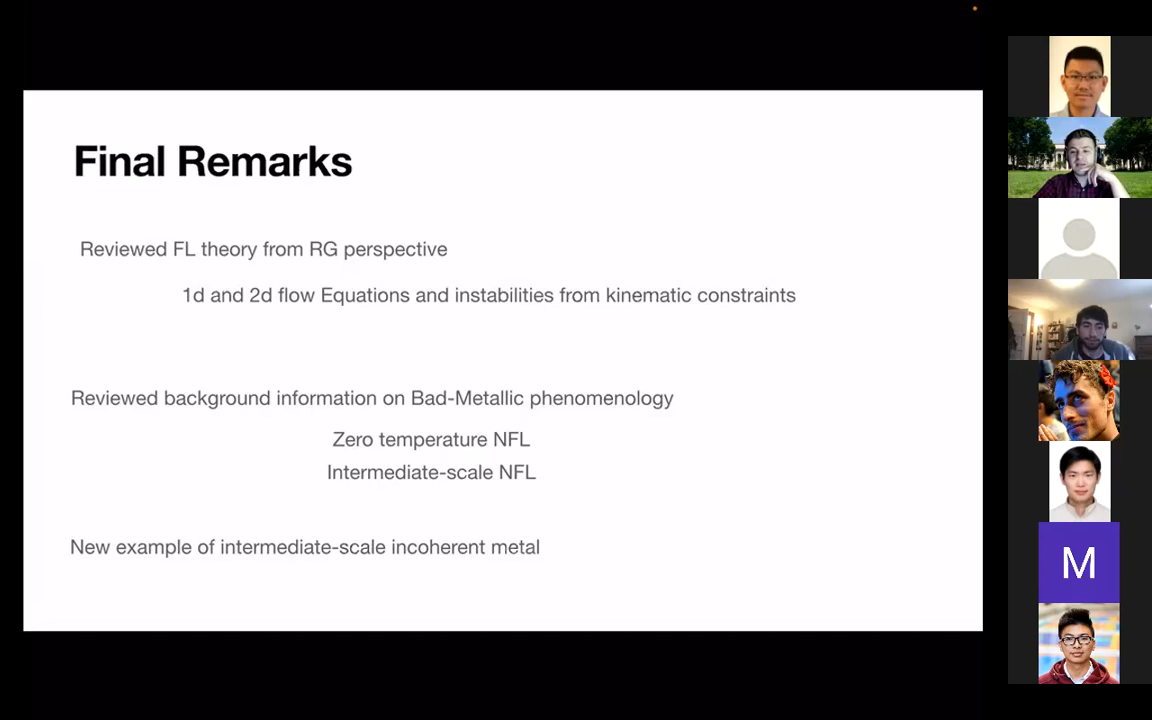 Final Remarks
Reviewed FL theory from RG perspective
1d and 2d flow Equations and instabilities from kinematic constraints
Reviewed background information on Bad-Metallic phenomenology
Zero temperature NFL
Intermediate-scale NFL
New example of intermediate-scale incoherent metal
M